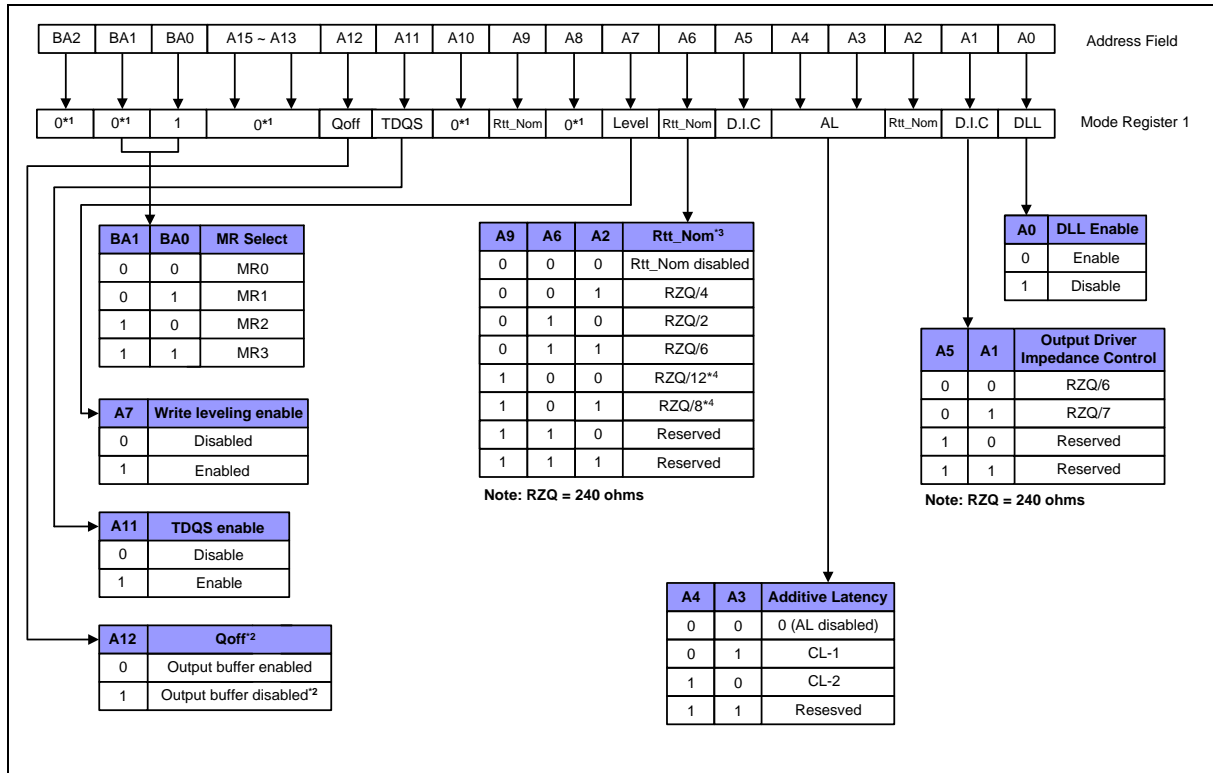 BA2 BA1 BA0 A15 ~ A13 A12 A11 A10 A9 A8 A7 A6 A5 A4 A3 A2 A1 A0 Address Field
0*1 0*1 1 0*1 Qoff TDQS 0*1 Rtt_Nom 0*1 Level Rtt_Nom D.I.C AL Rtt_Nom D.I.C DLL Mode Register 1
BA1 BA0 MR Select
0 0 MR0
0 1 MR1
1 0 MR2
1 1 MR3
A7 Write leveling enable
0 Disabled
1 Enabled
A11 TDQS enable
0 Disable
1 Enable
A12 Qoff*2
0 Output buffer enabled
1 Output buffer disabled*2
A9 A6 A2 Rtt_Nom*3
0 0 0 Rtt_Nom disabled
0 0 1 RZQ/4
0 1 0 RZQ/2
0 1 1 RZQ/6
1 0 0 RZQ/12*4
1 0 1 RZQ/8*4
1 1 0 Reserved
1 1 1 Reserved
Note: RZQ = 240 ohms
A0 DLL Enable
0 Enable
1 Disable
A5 A1 Output Driver
Impedance Control
0 0 RZQ/6
0 1 RZQ/7
1 0 Reserved
1 1 Reserved
Note: RZQ = 240 ohms
A4 A3 Additive Latency
0 0 0 (AL disabled)
0 1 CL-1
1 0 CL-2
1 1 Resesved